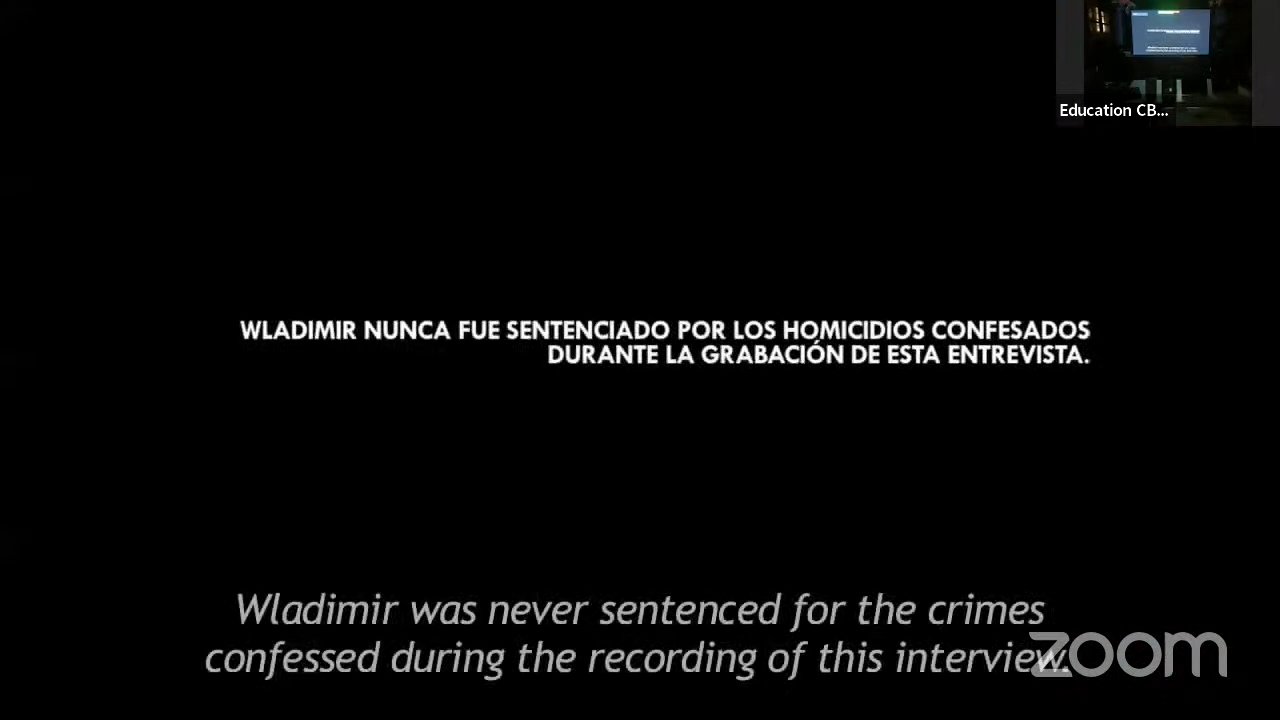 Education CB...
WLADIMIR NUNCA FUE SENTENCIADO POR LOS HOMICIDIOS CONFESADOS
DURANTE LA GRABACIÓN DE ESTA ENTREVISTA.
Wladimir was never sentenced for the crimes
confessed during the recording of this interview.
zoom